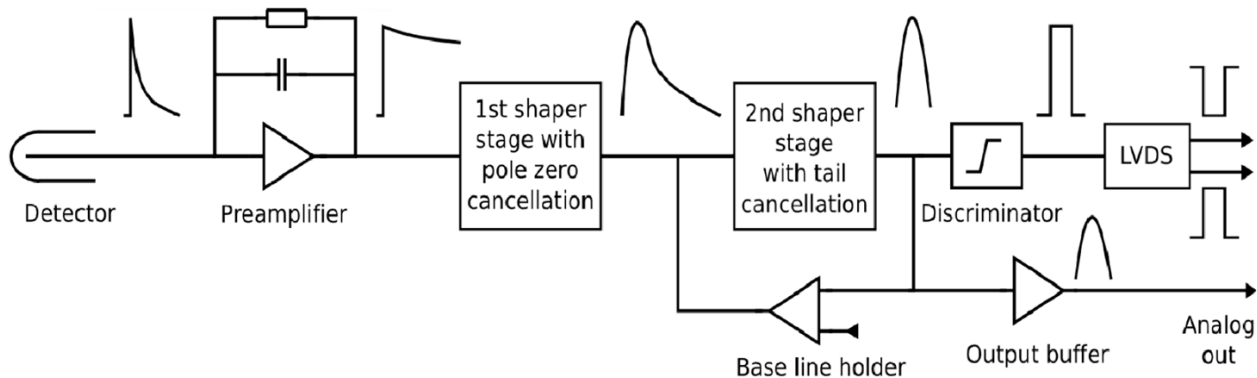 Detector
Preamplifier
1st shaper
stage with
pole zero
cancellation
2nd shaper
stage
with tail
cancellation
Discriminator
LVDS
Base line holder
Output buffer
Analog
out